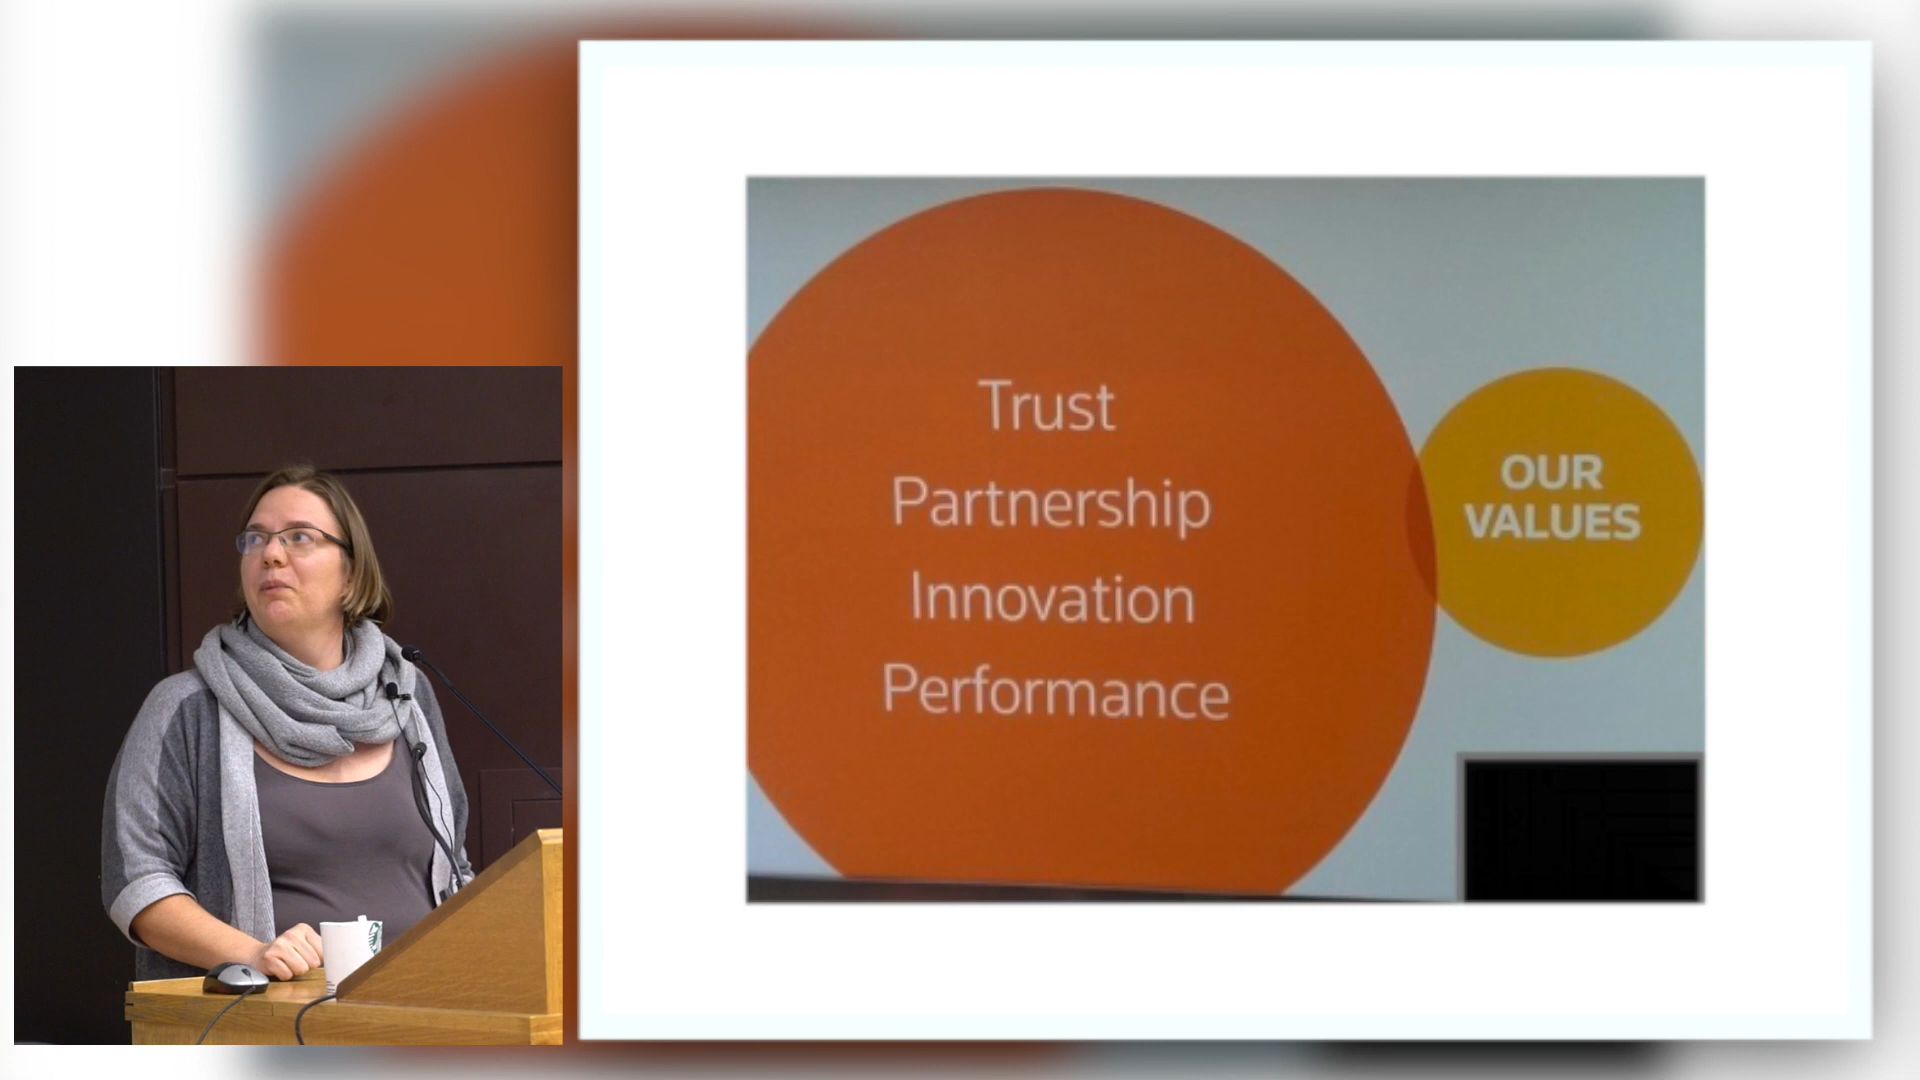 Trust
Partnership
Innovation
Performance
OUR
VALUES